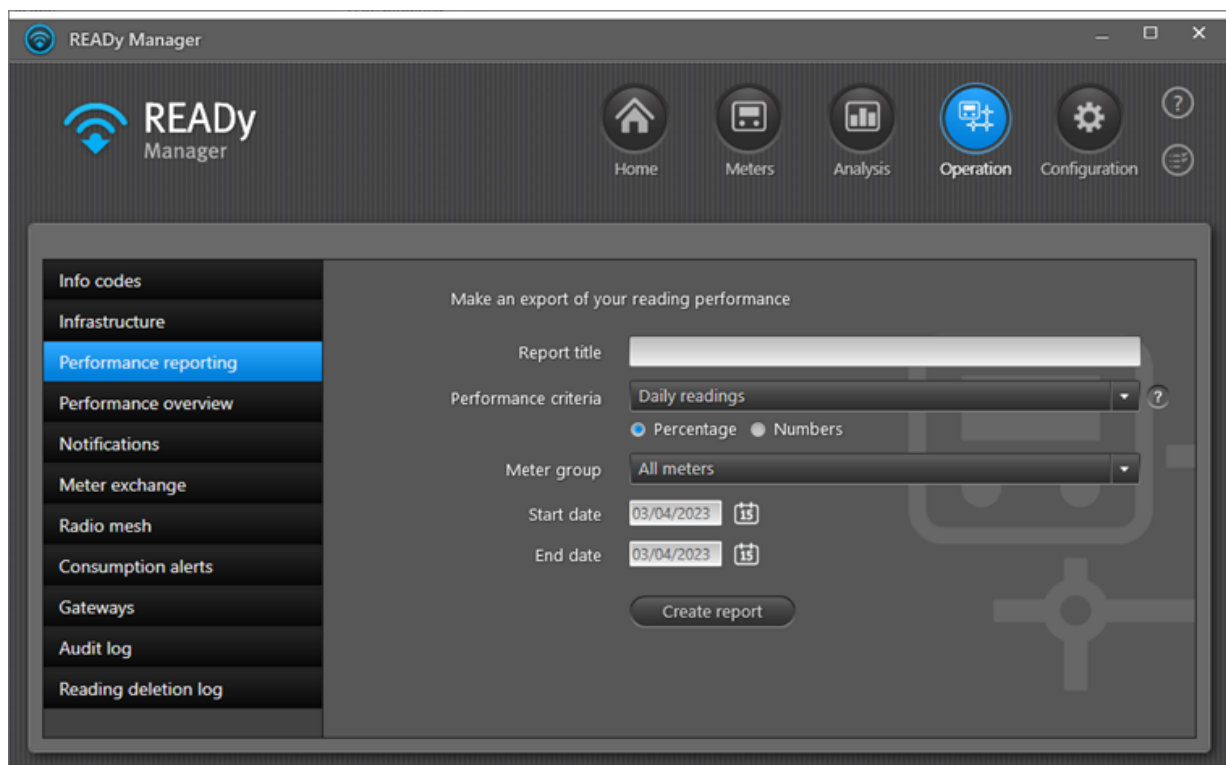 READy Manager
READy
Manager
?
Home
Meters
Analysis
Operation
Configuration
Info codes
Infrastructure
Performance reporting
Performance overview
Notifications
Meter exchange
Radio mesh
Consumption alerts
Gateways
Audit log
Reading deletion log
Make an export of your reading performance
Report title
Performance criteria Daily readings ?
Percentage Numbers
Meter group All meters
Start date 03/04/2023 15
End date 03/04/2023 15
Create report